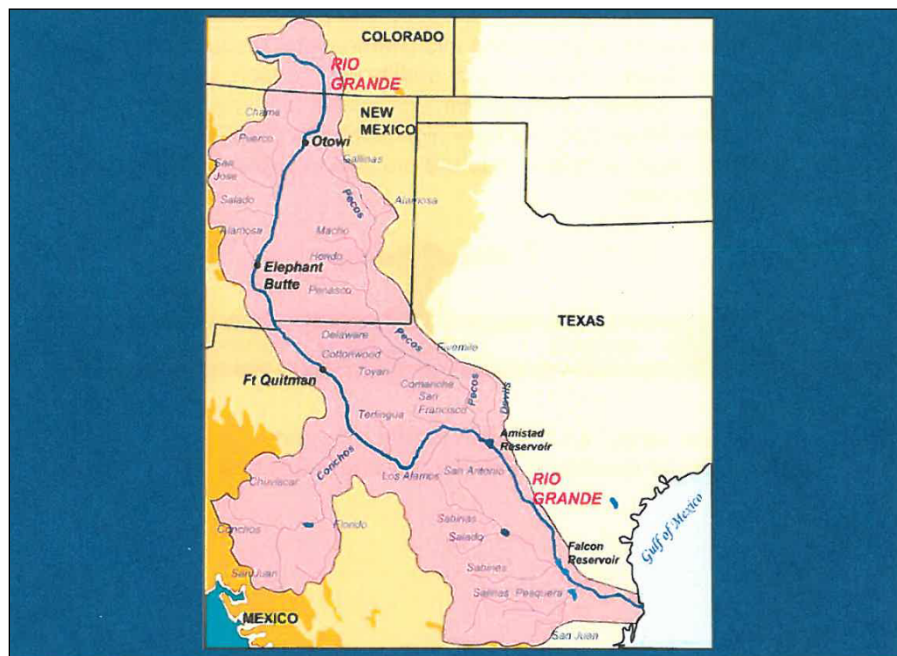 COLORADO
RIO
GRANDE
NEW
MEXICO
Chama
Puerco
Otowi
Gallinas
San
Jose
Pecos
Alamosa
Salado
Alamosa
Macho
Hondo
Elephant
Butte
Penasco
TEXAS
Delaware
Pecos
Fivemile
Cottonwood
Toyan
Ft Quitman
Comanche
San
Francisco
Pecos
Devils
Terlingua
Amistad
Reservoir
Conchos
Chuviscar
Los Alamos
San Antonio
RIO
GRANDE
Conchos
Florido
Sabinas
Salado
Gulf of Mexico
Falcon
Reservoir
San Juan
Sabines
Salinas
Pesquera
MEXICO
San Juan